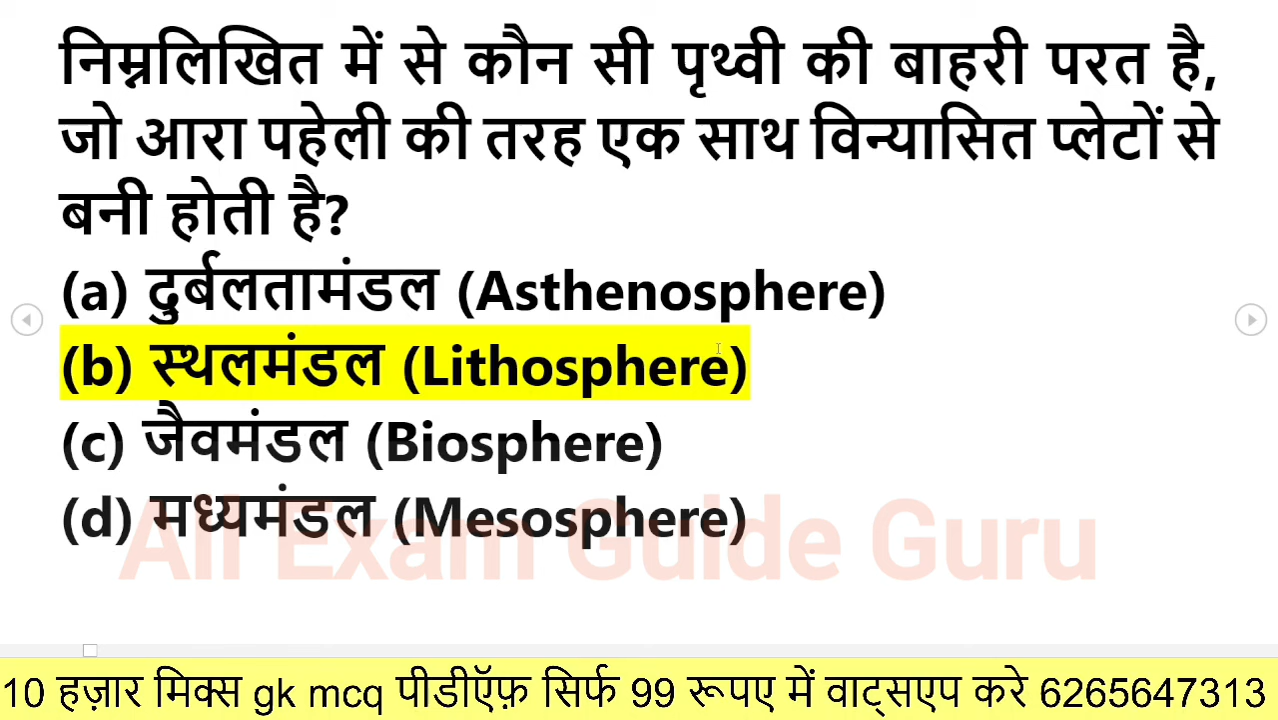 निम्नलिखित में से कौन सी पृथ्वी की बाहरी परत है,
जो आरा पहेली की तरह एक साथ विन्यासित प्लेटों से
बनी होती है?
(a) दुर्बलतामंडल (Asthenosphere)
(b) स्थलमंडल (Lithosphere)
(c) जैवमंडल (Biosphere)
(d) मध्यमंडल (Mesosphere)
All Exam Guide Guru
10 हज़ार मिक्स gk mcq पीडीऍफ़ सिर्फ 99 रूपए में वाट्सएप करे 6265647313